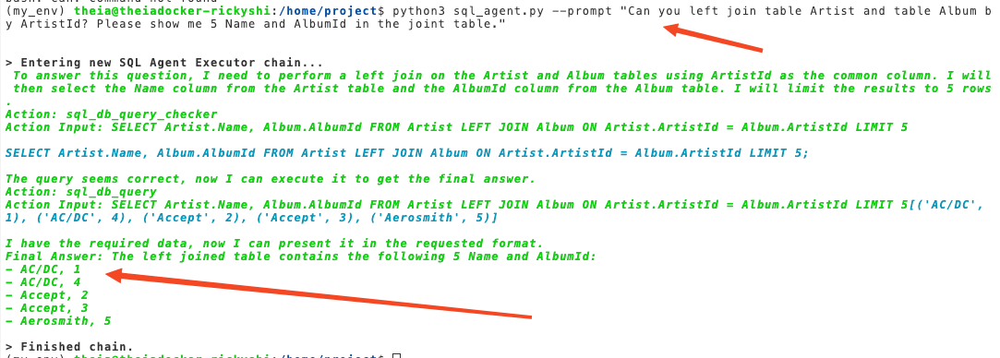 (my_env) theia@theiadocker-rickyshi:/home/project$ python3 sql_agent.py --prompt "Can you left join table Artist and table Album b
y ArtistId? Please show me 5 Name and AlbumId in the joint table."
> Entering new SQL Agent Executor chain...
To answer this question, I need to perform a left join on the Artist and Album tables using ArtistId as the common column. I will
then select the Name column from the Artist table and the AlbumId column from the Album table. I will limit the results to 5 rows
.
Action: sql_db_query_checker
Action Input: SELECT Artist.Name, Album.AlbumId FROM Artist LEFT JOIN Album ON Artist.ArtistId = Album.ArtistId LIMIT 5
SELECT Artist.Name, Album.AlbumId FROM Artist LEFT JOIN Album ON Artist.ArtistId = Album.ArtistId LIMIT 5;
The query seems correct, now I can execute it to get the final answer.
Action: sql_db_query
Action Input: SELECT Artist.Name, Album.AlbumId FROM Artist LEFT JOIN Album ON Artist.ArtistId = Album.ArtistId LIMIT 5[('AC/DC',
1), ('AC/DC', 4), ('Accept', 2), ('Accept', 3), ('Aerosmith', 5)]
I have the required data, now I can present it in the requested format.
Final Answer: The left joined table contains the following 5 Name and AlbumId:
- AC/DC, 1
- AC/DC, 4
- Accept, 2
- Accept, 3
- Aerosmith, 5
> Finished chain.
(my_env) theia@theiadocker-rickyshi:/home/project$